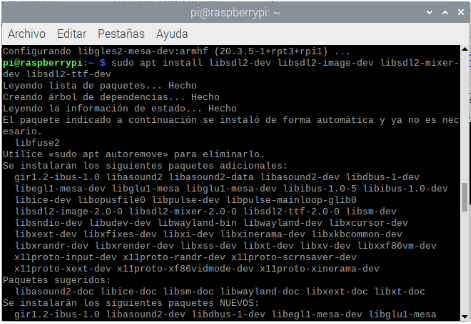 pi@raspberrypi: ~
Archivo Editar Pestañas Ayuda
Configurando libgles2-mesa-dev:armhf (20.3.5-1+rpt3+rpi1) ...
pi@raspberrypi:~ $ sudo apt install libsdl2-dev libsdl2-image-dev libsdl2-mixer-
dev libsdl2-ttf-dev
Leyendo lista de paquetes... Hecho
Creando árbol de dependencias... Hecho
Leyendo la información de estado... Hecho
El paquete indicado a continuación se instaló de forma automática y ya no es nec
esario.
libfuse2
Utilice «sudo apt autoremove» para eliminarlo.
Se instalarán los siguientes paquetes adicionales:
gir1.2-ibus-1.0 libasound2 libasound2-data libasound2-dev libdbus-1-dev
libegl1-mesa-dev libglu1-mesa libglu1-mesa-dev libibus-1.0-5 libibus-1.0-dev
libice-dev libopusfile0 libpulse-dev libpulse-mainloop-glib0
libsdl2-image-2.0-0 libsdl2-mixer-2.0-0 libsdl2-ttf-2.0-0 libsm-dev
libsndio-dev libudev-dev libwayland-bin libwayland-dev libxcursor-dev
libxext-dev libxfixes-dev libxi-dev libxinerama-dev libxkbcommon-dev
libxrandr-dev libxrender-dev libxss-dev libxt-dev libxv-dev libxxf86vm-dev
x11proto-input-dev x11proto-randr-dev x11proto-scrnsaver-dev
x11proto-xext-dev x11proto-xf86vidmode-dev x11proto-xinerama-dev
Paquetes sugeridos:
libasound2-doc libice-doc libsm-doc libwayland-doc libxext-doc libxt-doc
Se instalarán los siguientes paquetes NUEVOS:
gir1.2-ibus-1.0 libasound2-dev libdbus-1-dev libegl1-mesa-dev libglu1-mesa